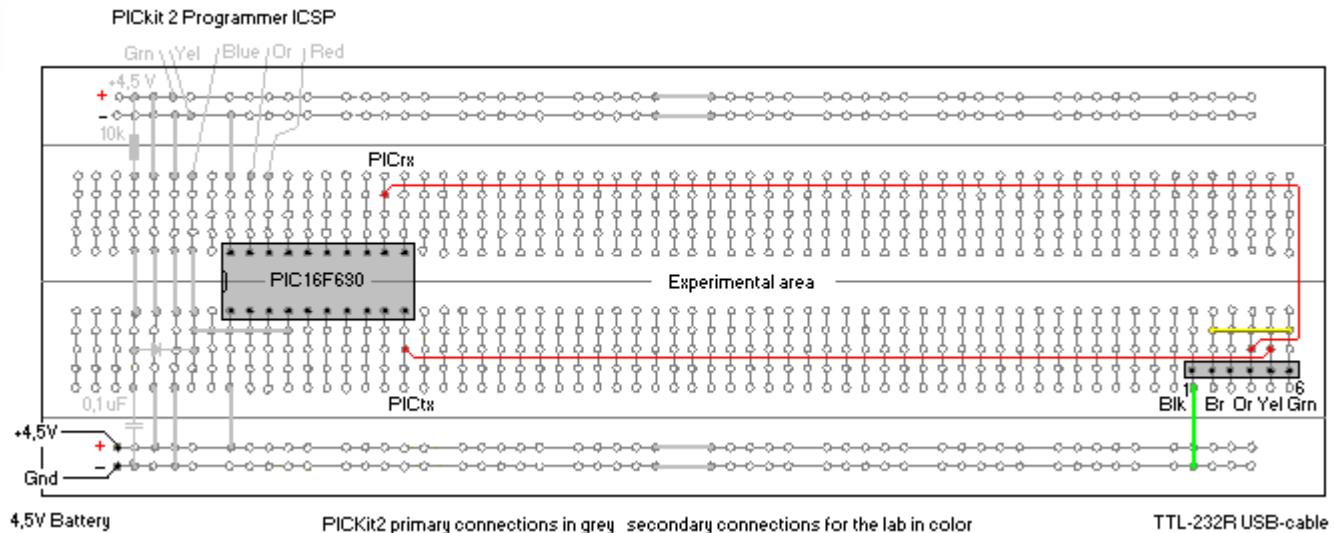 PICkit 2 Programmer ICSP
Grn Yel Blue Or Red
+4,5 V
+
-
10k
PICrx
PIC16F690
Experimental area
0,1 uF
PICtx
1 6
Blk Br Or Yel Grn
+4,5V
+
-
Gnd
4,5V Battery
PICKit2 primary connections in grey secondary connections for the lab in color
TTL-232R USB-cable